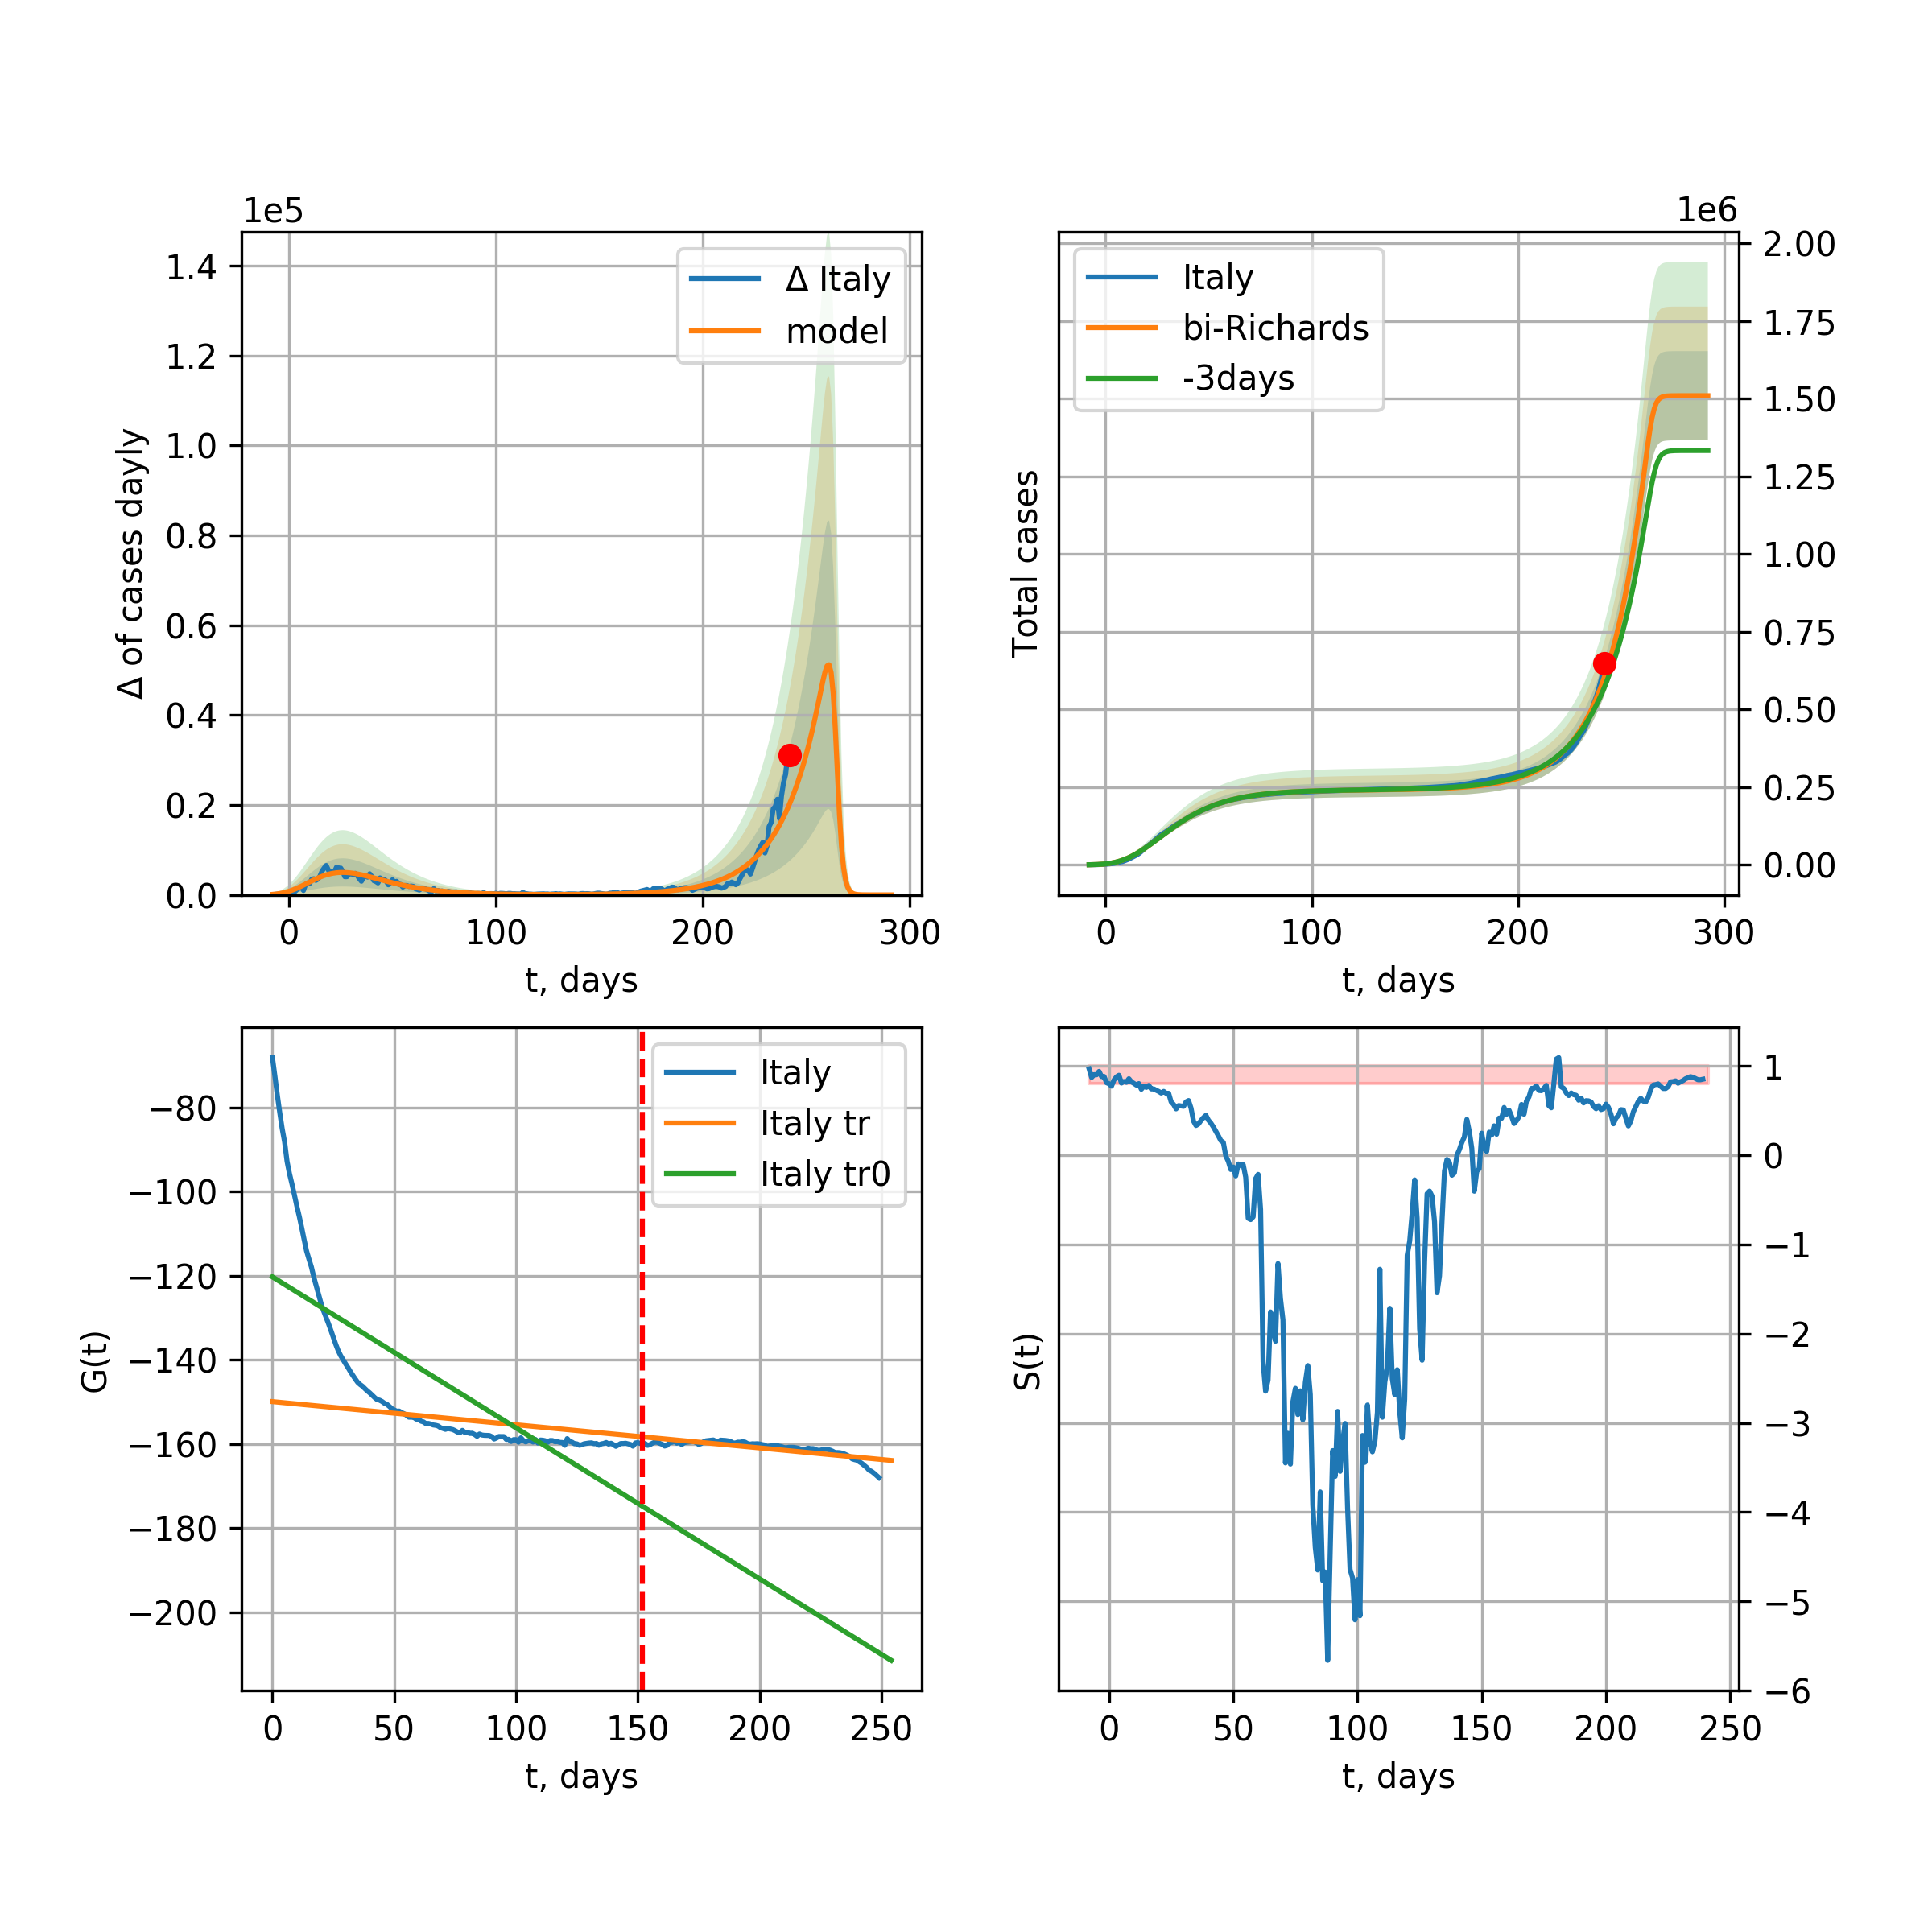 1e5
1.4
1.2
1.0
0.8
0.6
0.4
0.2
0.0
Δ of cases dayly
0 100 200 300
t, days
Δ Italy
model
1e6
2.00
1.75
1.50
1.25
1.00
0.75
0.50
0.25
0.00
Total cases
0 100 200 300
t, days
Italy
bi-Richards
-3days
−80
−100
−120
−140
−160
−180
−200
G(t)
0 50 100 150 200 250
t, days
Italy
Italy tr
Italy tr0
1
0
−1
−2
−3
−4
−5
−6
S(t)
0 50 100 150 200 250
t, days